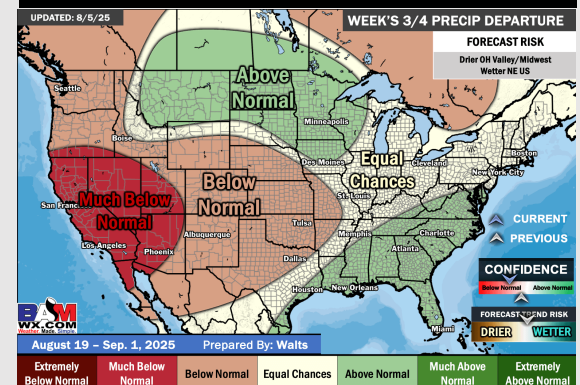 UPDATED: 8/5/25
WEEK'S 3/4 PRECIP DEPARTURE
FORECAST RISK
Drier OH Valley/Midwest
Wetter NE US
Seattle
Above
Normal
Minneapolis
Boise
Des Moines
Equal
Chances
Cleveland
Boston
New York City
Much Below
Normal
Below
Normal
St. Louis
San Franc
Los Angeles
Phoenix
Albuquerque
Tulsa
Memphis
Charlotte
Atlanta
Dallas
Houston
New Orleans
Miami
CURRENT
PREVIOUS
CONFIDENCE
Below Normal
Above Normal
FORECAST TREND RISK
DRIER
WETTER
BAM
WX.COM
Weather. Made. Simple.
August 19 – Sep. 1, 2025
Prepared By: Walts
Extremely
Below Normal
Much Below
Normal
Below Normal
Equal Chances
Above Normal
Much Above
Normal
Extremely
Above Normal